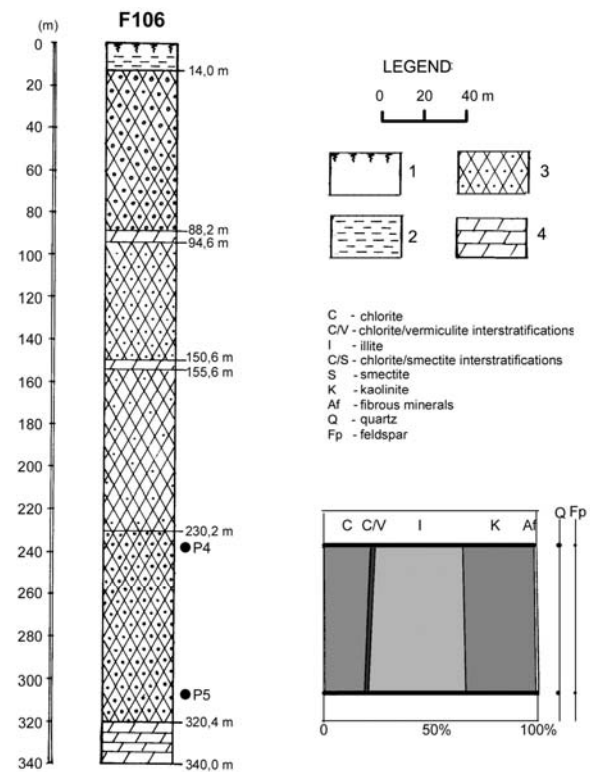 F106
(m)
0
20
40
60
80
100
120
140
160
180
200
220
240
260
280
300
320
340
14,0 m
88,2 m
94,6 m
150,6 m
155,6 m
230,2 m
P4
P5
320,4 m
340,0 m
LEGEND:
0 20 40 m
1
3
2
4
C - chlorite
C/V - chlorite/vermiculite interstratifications
I - illite
C/S - chlorite/smectite interstratifications
S - smectite
K - kaolinite
Af - fibrous minerals
Q - quartz
Fp - feldspar
C C/V I K Af Q Fp
0 50% 100%